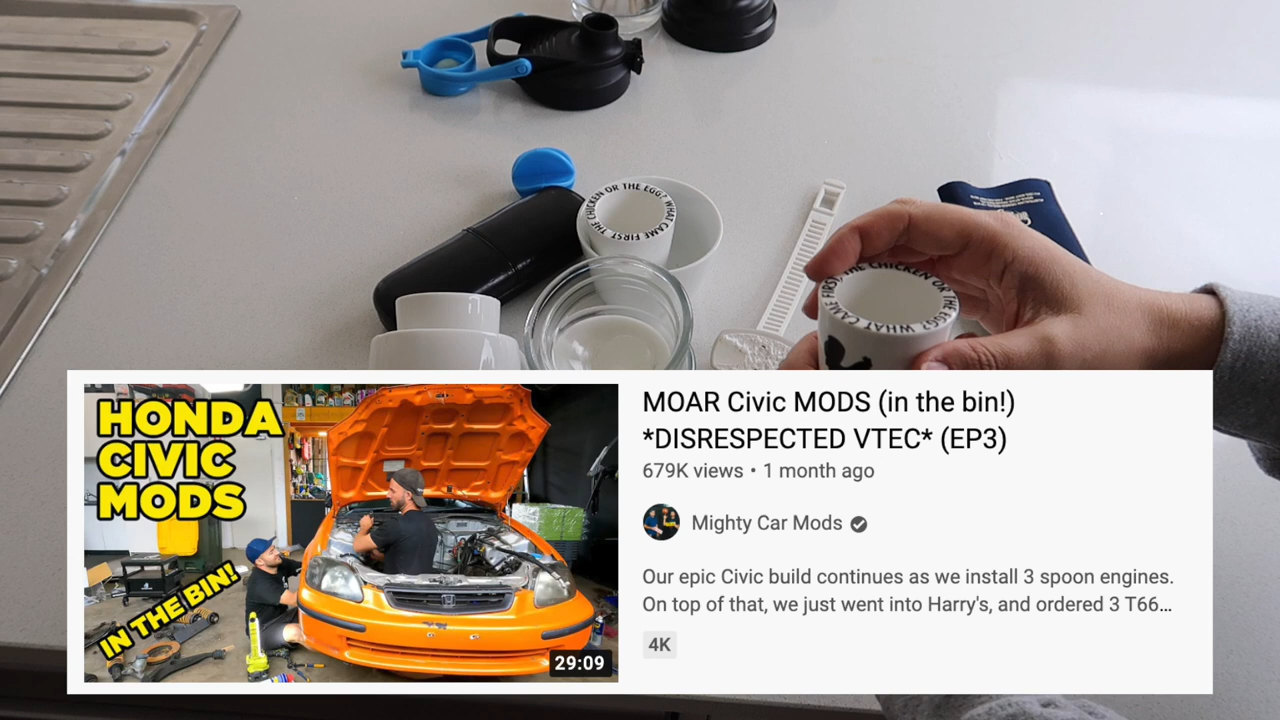 WHAT CAME FIRST, THE CHICKEN OR THE EGG?
WHAT CAME FIRST, THE CHICKEN OR THE EGG?
HONDA
CIVIC
MODS
IN THE BIN!
29:09
MOAR Civic MODS (in the bin!)
*DISRESPECTED VTEC* (EP3)
679K views • 1 month ago
Mighty Car Mods
Our epic Civic build continues as we install 3 spoon engines.
On top of that, we just went into Harry's, and ordered 3 T66...
4K